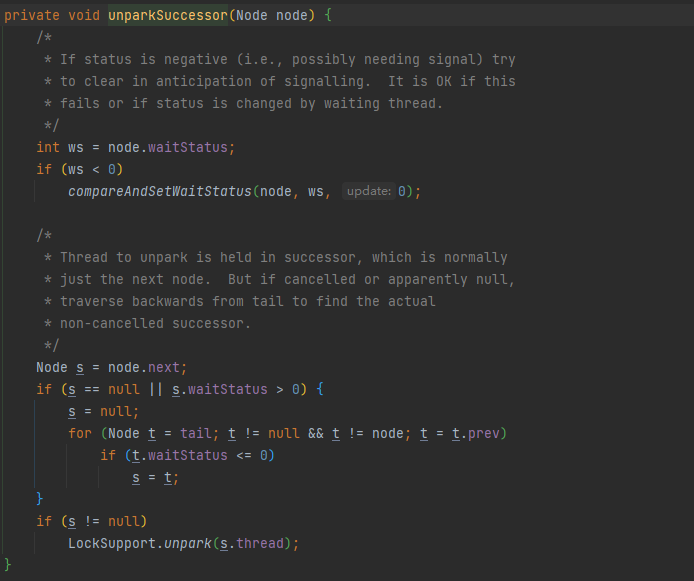 private void unparkSuccessor(Node node) {
    /*
     * If status is negative (i.e., possibly needing signal) try
     * to clear in anticipation of signalling.  It is OK if this
     * fails or if status is changed by waiting thread.
     */
    int ws = node.waitStatus;
    if (ws < 0)
        compareAndSetWaitStatus(node, ws, update: 0);

    /*
     * Thread to unpark is held in successor, which is normally
     * just the next node.  But if cancelled or apparently null,
     * traverse backwards from tail to find the actual
     * non-cancelled successor.
     */
    Node s = node.next;
    if (s == null || s.waitStatus > 0) {
        s = null;
        for (Node t = tail; t != null && t != node; t = t.prev)
            if (t.waitStatus <= 0)
                s = t;
    }
    if (s != null)
        LockSupport.unpark(s.thread);
}